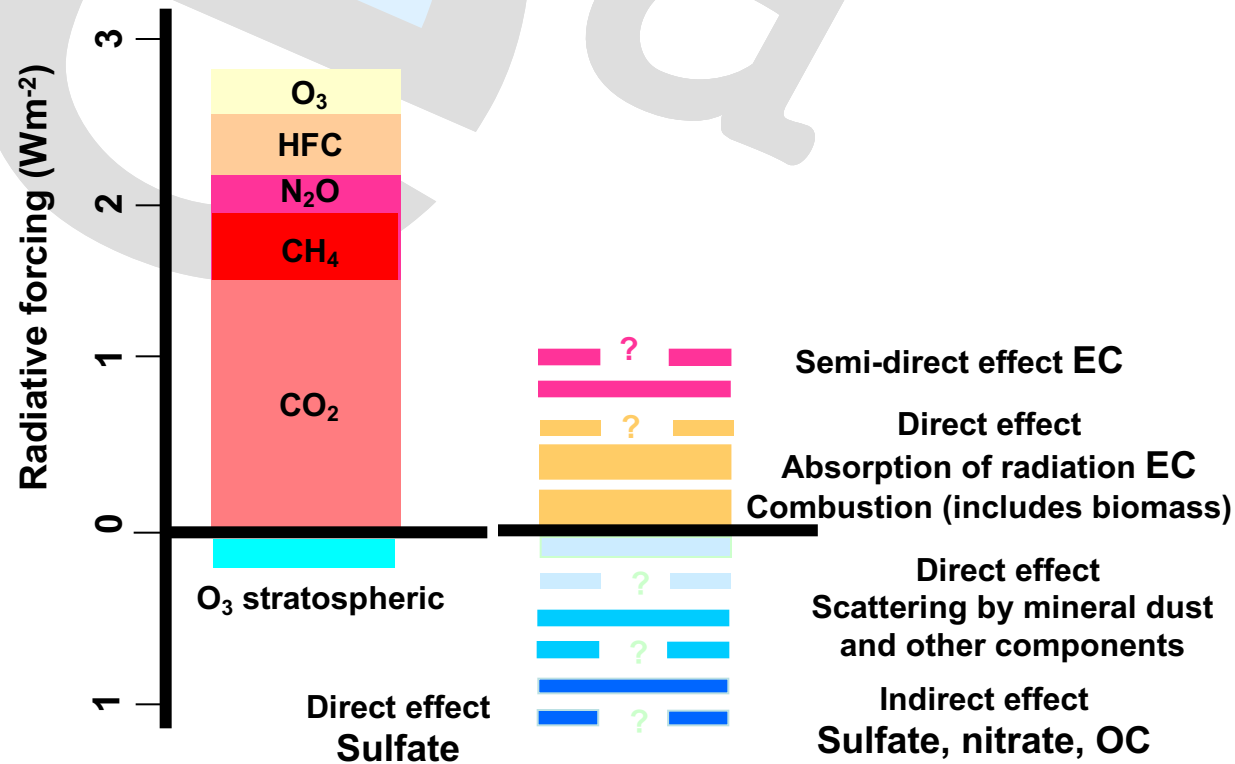 Radiative forcing (Wm-2)
3
2
1
0
1
O3
HFC
N2O
CH4
CO2
O3 stratospheric
?
Semi-direct effect EC
?
Direct effect
Absorption of radiation EC
Combustion (includes biomass)
?
Direct effect
Scattering by mineral dust
and other components
?
Direct effect
Sulfate
?
Indirect effect
Sulfate, nitrate, OC